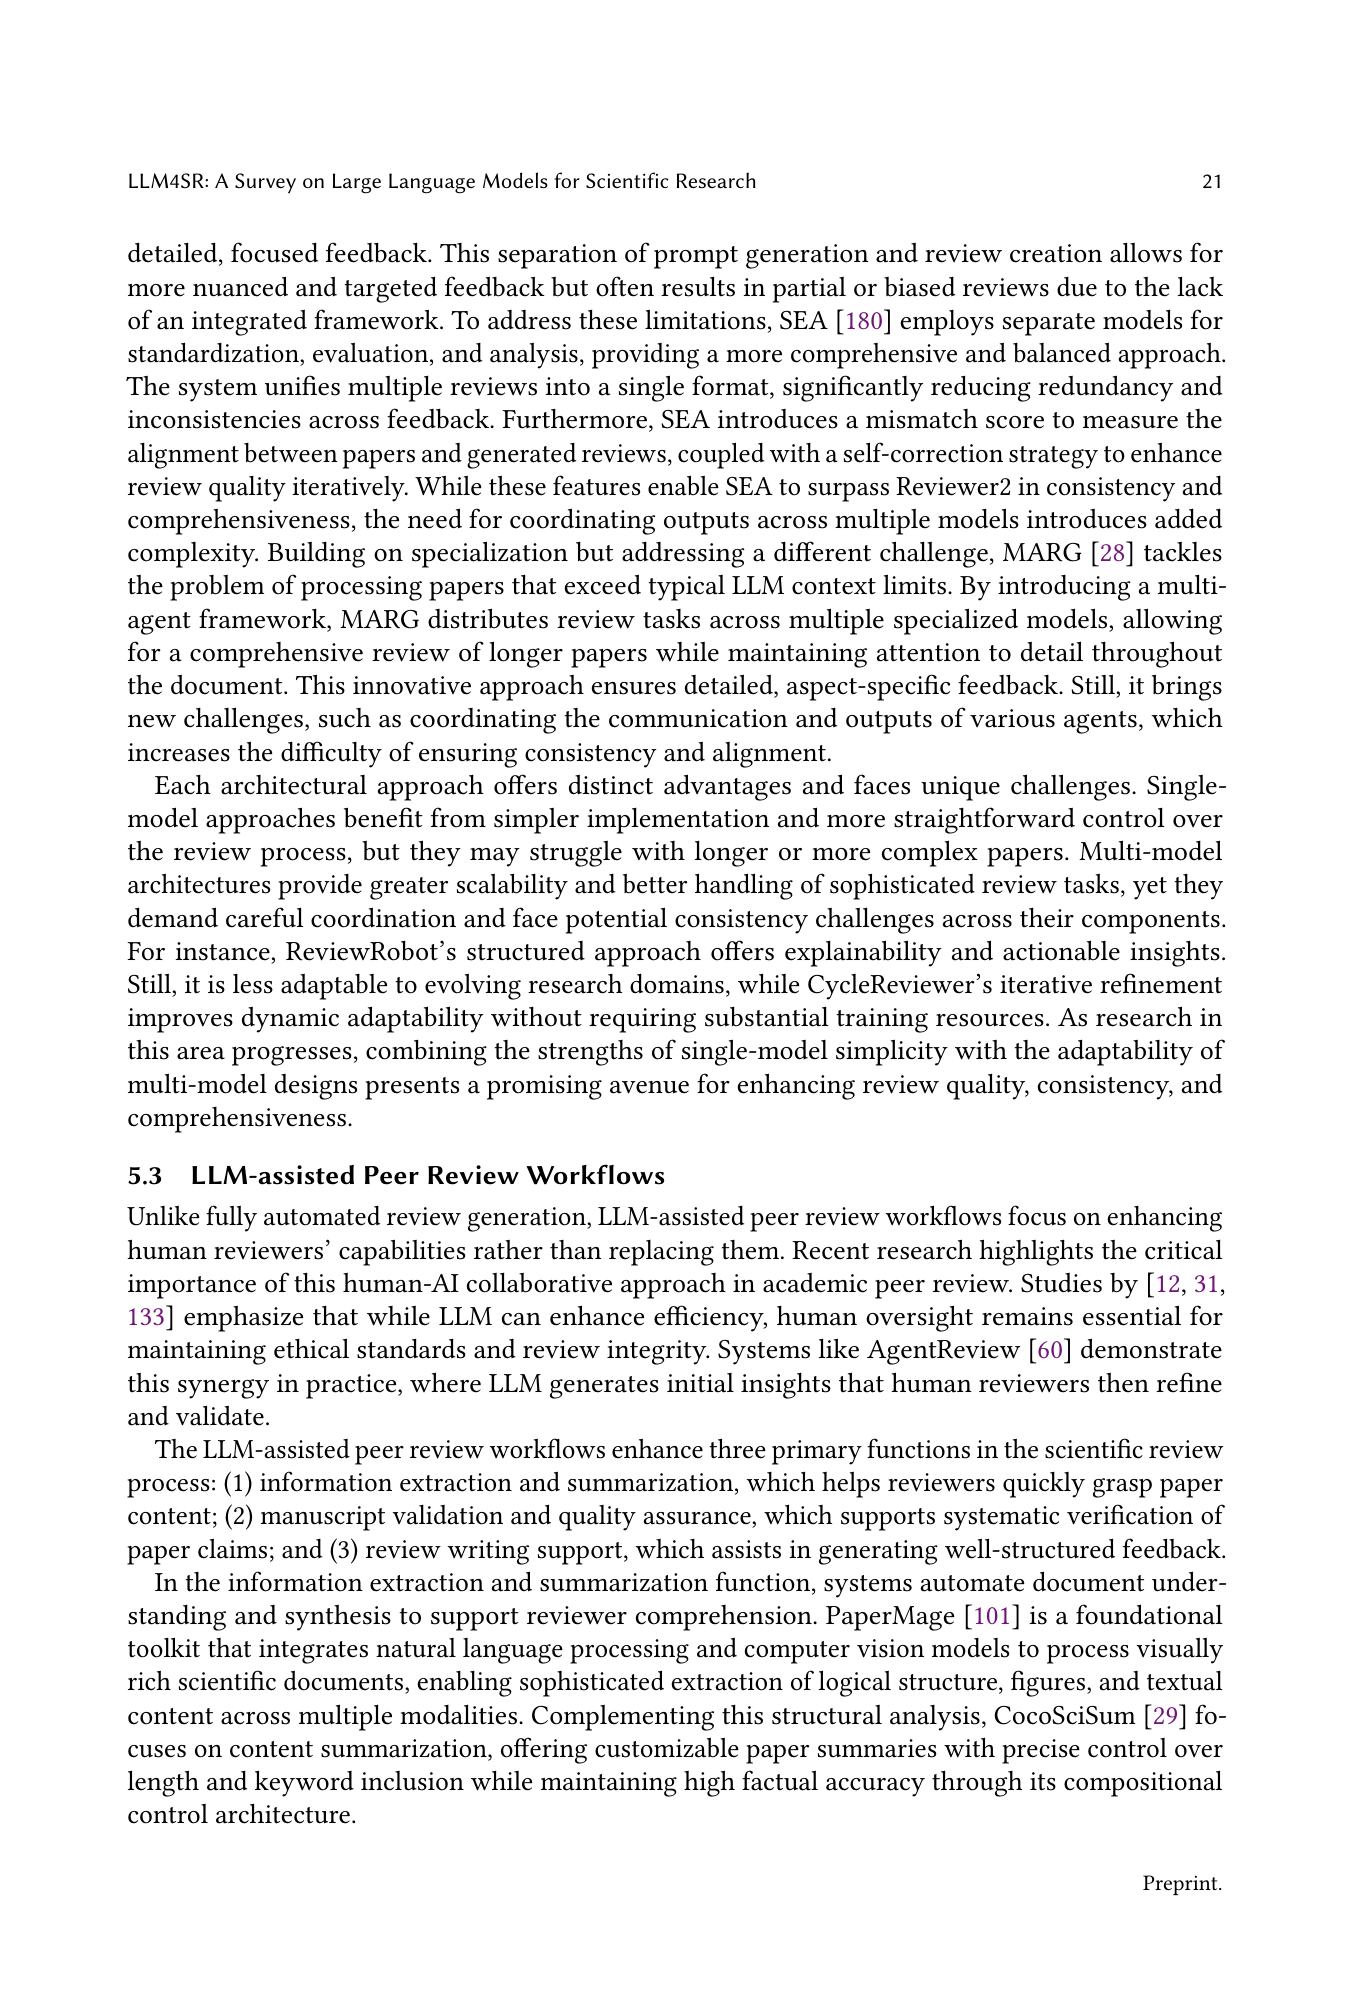 LLM4SR: A Survey on Large Language Models for Scientific Research 21
detailed, focused feedback. This separation of prompt generation and review creation allows for
more nuanced and targeted feedback but often results in partial or biased reviews due to the lack
of an integrated framework. To address these limitations, SEA [180] employs separate models for
standardization, evaluation, and analysis, providing a more comprehensive and balanced approach.
The system unifies multiple reviews into a single format, significantly reducing redundancy and
inconsistencies across feedback. Furthermore, SEA introduces a mismatch score to measure the
alignment between papers and generated reviews, coupled with a self-correction strategy to enhance
review quality iteratively. While these features enable SEA to surpass Reviewer2 in consistency and
comprehensiveness, the need for coordinating outputs across multiple models introduces added
complexity. Building on specialization but addressing a different challenge, MARG [28] tackles
the problem of processing papers that exceed typical LLM context limits. By introducing a multi-
agent framework, MARG distributes review tasks across multiple specialized models, allowing
for a comprehensive review of longer papers while maintaining attention to detail throughout
the document. This innovative approach ensures detailed, aspect-specific feedback. Still, it brings
new challenges, such as coordinating the communication and outputs of various agents, which
increases the difficulty of ensuring consistency and alignment.
Each architectural approach offers distinct advantages and faces unique challenges. Single-
model approaches benefit from simpler implementation and more straightforward control over
the review process, but they may struggle with longer or more complex papers. Multi-model
architectures provide greater scalability and better handling of sophisticated review tasks, yet they
demand careful coordination and face potential consistency challenges across their components.
For instance, ReviewRobot's structured approach offers explainability and actionable insights.
Still, it is less adaptable to evolving research domains, while CycleReviewer's iterative refinement
improves dynamic adaptability without requiring substantial training resources. As research in
this area progresses, combining the strengths of single-model simplicity with the adaptability of
multi-model designs presents a promising avenue for enhancing review quality, consistency, and
comprehensiveness.
5.3 LLM-assisted Peer Review Workflows
Unlike fully automated review generation, LLM-assisted peer review workflows focus on enhancing
human reviewers' capabilities rather than replacing them. Recent research highlights the critical
importance of this human-AI collaborative approach in academic peer review. Studies by [12, 31,
133] emphasize that while LLM can enhance efficiency, human oversight remains essential for
maintaining ethical standards and review integrity. Systems like AgentReview [60] demonstrate
this synergy in practice, where LLM generates initial insights that human reviewers then refine
and validate.
The LLM-assisted peer review workflows enhance three primary functions in the scientific review
process: (1) information extraction and summarization, which helps reviewers quickly grasp paper
content; (2) manuscript validation and quality assurance, which supports systematic verification of
paper claims; and (3) review writing support, which assists in generating well-structured feedback.
In the information extraction and summarization function, systems automate document under-
standing and synthesis to support reviewer comprehension. PaperMage [101] is a foundational
toolkit that integrates natural language processing and computer vision models to process visually
rich scientific documents, enabling sophisticated extraction of logical structure, figures, and textual
content across multiple modalities. Complementing this structural analysis, CocoSciSum [29] fo-
cuses on content summarization, offering customizable paper summaries with precise control over
length and keyword inclusion while maintaining high factual accuracy through its compositional
control architecture.
Preprint.